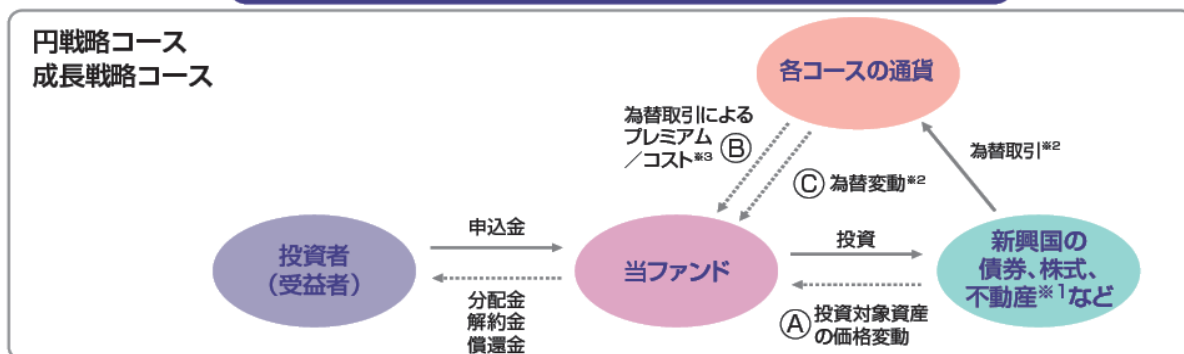 円戦略コース
成長戦略コース
各コースの通貨
為替取引による
プレミアム
／コスト※3 Ⓑ
Ⓒ 為替変動※2
為替取引※2
投資者
（受益者）
申込金
分配金
解約金
償還金
当ファンド
投資
Ⓐ 投資対象資産
の価格変動
新興国の
債券、株式、
不動産※1など